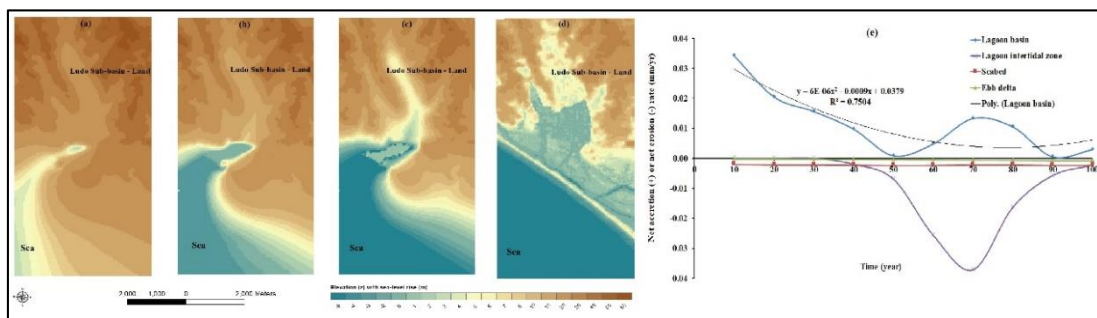 (a)
Ludo Sub-basin - Land
Sea
(b)
Ludo Sub-basin - Land
(c)
Ludo Sub-basin - Land
(d)
Ludo Sub-basin - Land
Sea
2,000 1,000 0 2,000 Meters
Elevation (z) with sea-level rise (m)
(e)
Net accretion (+) or net erosion (-) rate (mm/yr)
0.04
0.03
0.02
0.01
0.00
-0.01
-0.02
-0.03
0.04
0 10 20 30 40 50 60 70 80 90 100
y = 6E-06x² - 0.0009x + 0.0379
R² = 0.7504
Lagoon basin
Lagoon intertidal zone
Seabed
Ebb delta
Poly. (Lagoon basin)
Time (year)